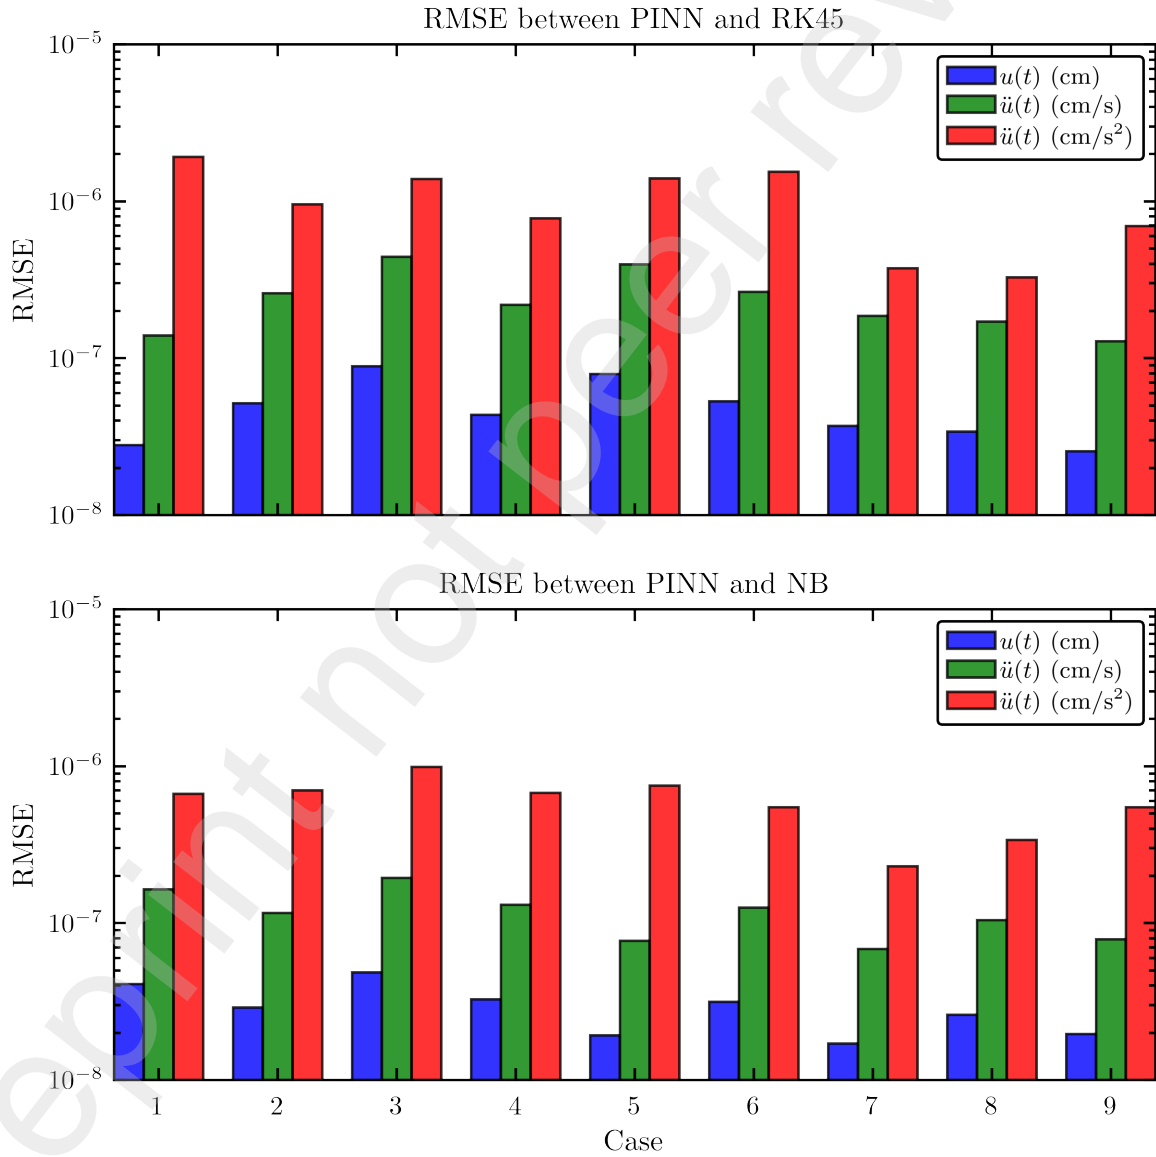 RMSE between PINN and RK45
10⁻⁵
10⁻⁶
10⁻⁷
10⁻⁸
RMSE
u(t) (cm)
ü(t) (cm/s)
ü(t) (cm/s²)
RMSE between PINN and NB
10⁻⁵
10⁻⁶
10⁻⁷
10⁻⁸
RMSE
u(t) (cm)
ü(t) (cm/s)
ü(t) (cm/s²)
1 2 3 4 5 6 7 8 9
Case
eprint not peer rev